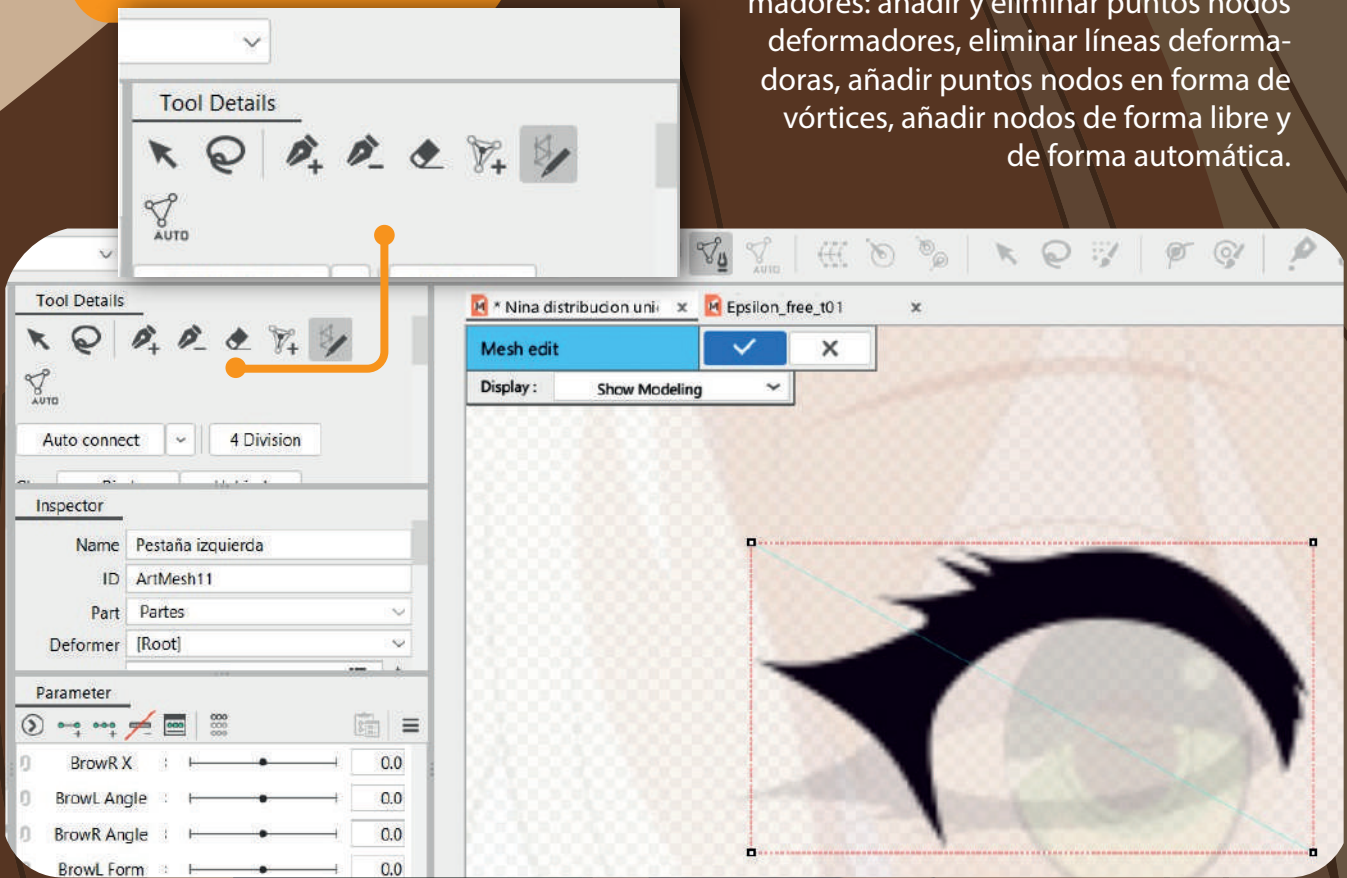 madores: añadir y eliminar puntos nodos
deformadores, eliminar líneas deforma-
doras, añadir puntos nodos en forma de
vórtices, añadir nodos de forma libre y
de forma automática.
Tool Details
AUTO
AUTO
Tool Details
AUTO
Auto connect
4 Division
Inspector
Name Pestaña izquierda
ID ArtMesh11
Part Partes
Deformer [Root]
Parameter
BrowR X : 0.0
BrowL Angle : 0.0
BrowR Angle : 0.0
BrowL Form : 0.0
* Nina distribucion uni x Epsilon_free_t01 x
Mesh edit
Display : Show Modeling